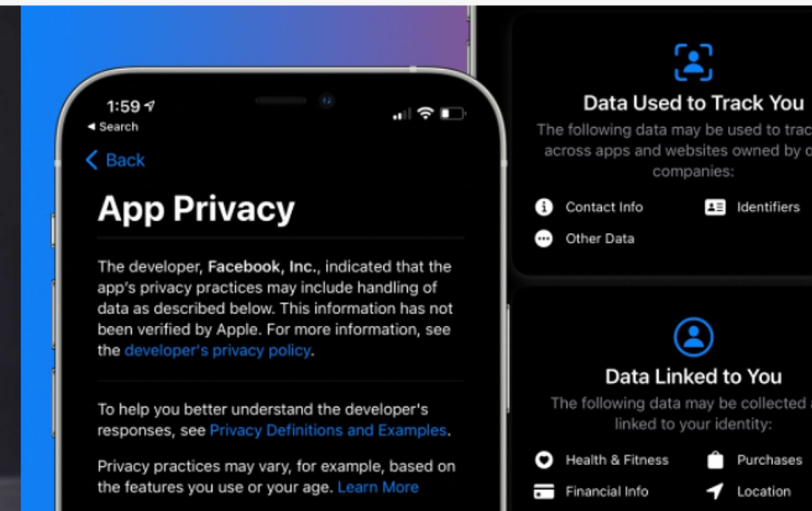 1:59
Search
Back
App Privacy
The developer, Facebook, Inc., indicated that the
app's privacy practices may include handling of
data as described below. This information has not
been verified by Apple. For more information, see
the developer's privacy policy.
To help you better understand the developer's
responses, see Privacy Definitions and Examples.
Privacy practices may vary, for example, based on
the features you use or your age. Learn More
Data Used to Track You
The following data may be used to
across apps and websites owned by
companies:
Contact Info
Identifiers
Other Data
Data Linked to You
The following data may be collected
linked to your identity:
Health & Fitness
Purchases
Financial Info
Location